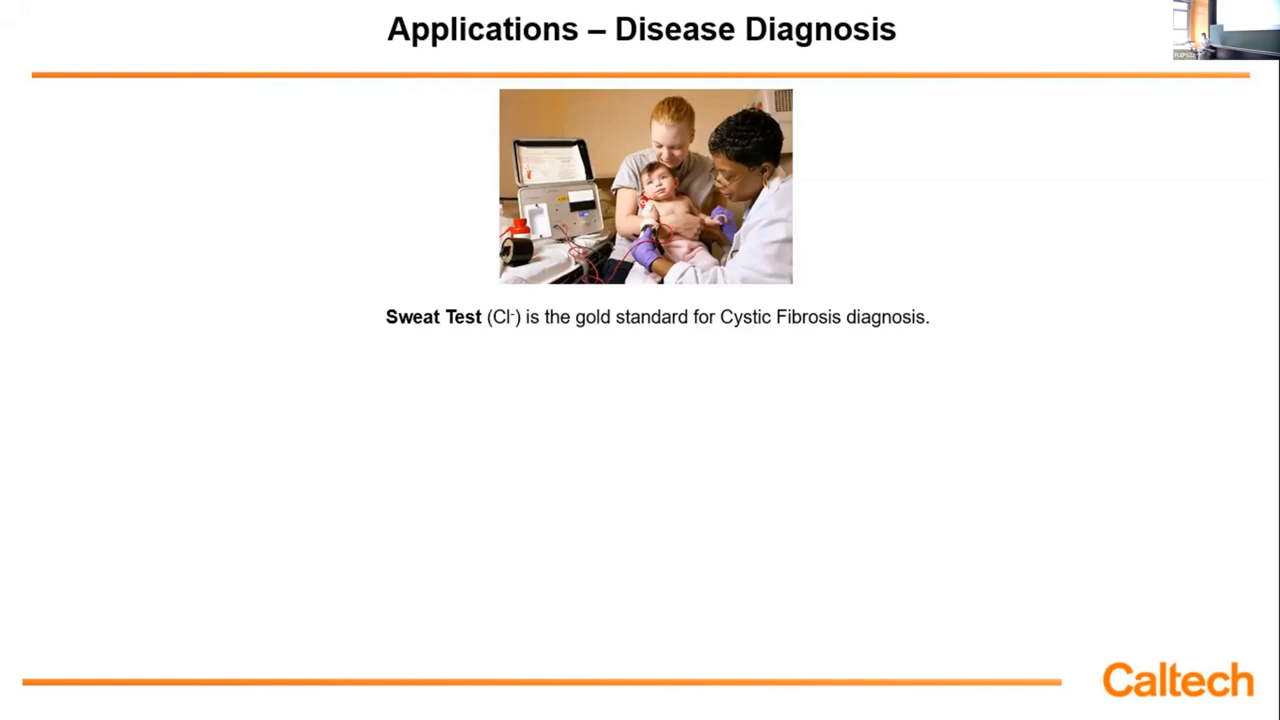 Applications – Disease Diagnosis
Sweat Test (Cl⁻) is the gold standard for Cystic Fibrosis diagnosis.
Caltech